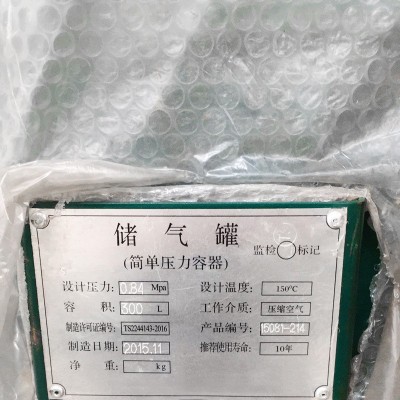 储气罐
监检 标记
(简单压力容器)
设计压力: 0.84 Mpa 设计温度: 150℃
容积: 300 L 工作介质: 压缩空气
制造许可证编号: TS2244143-2016 产品编号: 15081-214
制造日期: 2015.11 推荐使用寿命: 10年
净重: kg